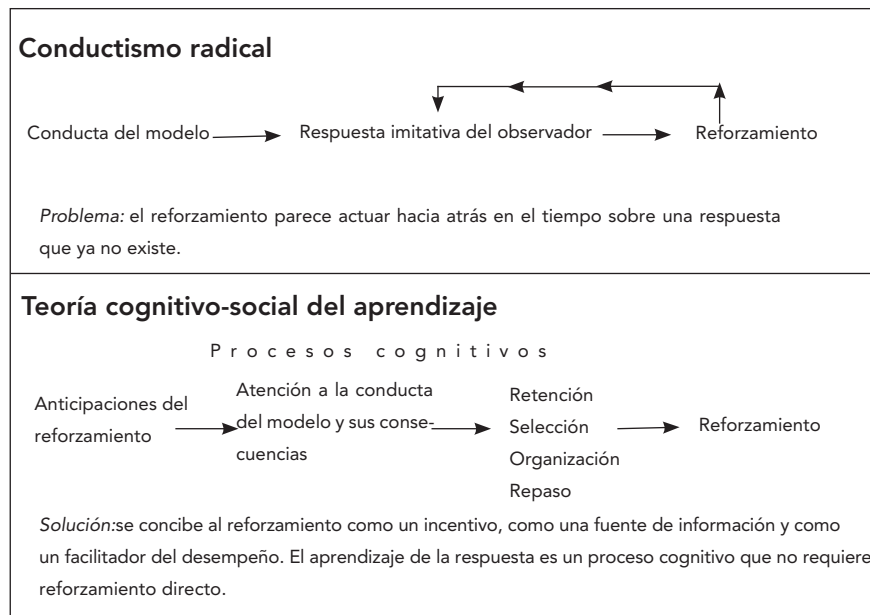 Conductismo radical
Conducta del modelo Respuesta imitativa del observador Reforzamiento
Problema: el reforzamiento parece actuar hacia atrás en el tiempo sobre una respuesta
que ya no existe.
Teoría cognitivo-social del aprendizaje
Procesos cognitivos
Anticipaciones del
reforzamiento
Atención a la conducta
del modelo y sus conse-
cuencias
Retención
Selección
Organización
Repaso
Reforzamiento
Solución:se concibe al reforzamiento como un incentivo, como una fuente de información y como
un facilitador del desempeño. El aprendizaje de la respuesta es un proceso cognitivo que no requiere
reforzamiento directo.